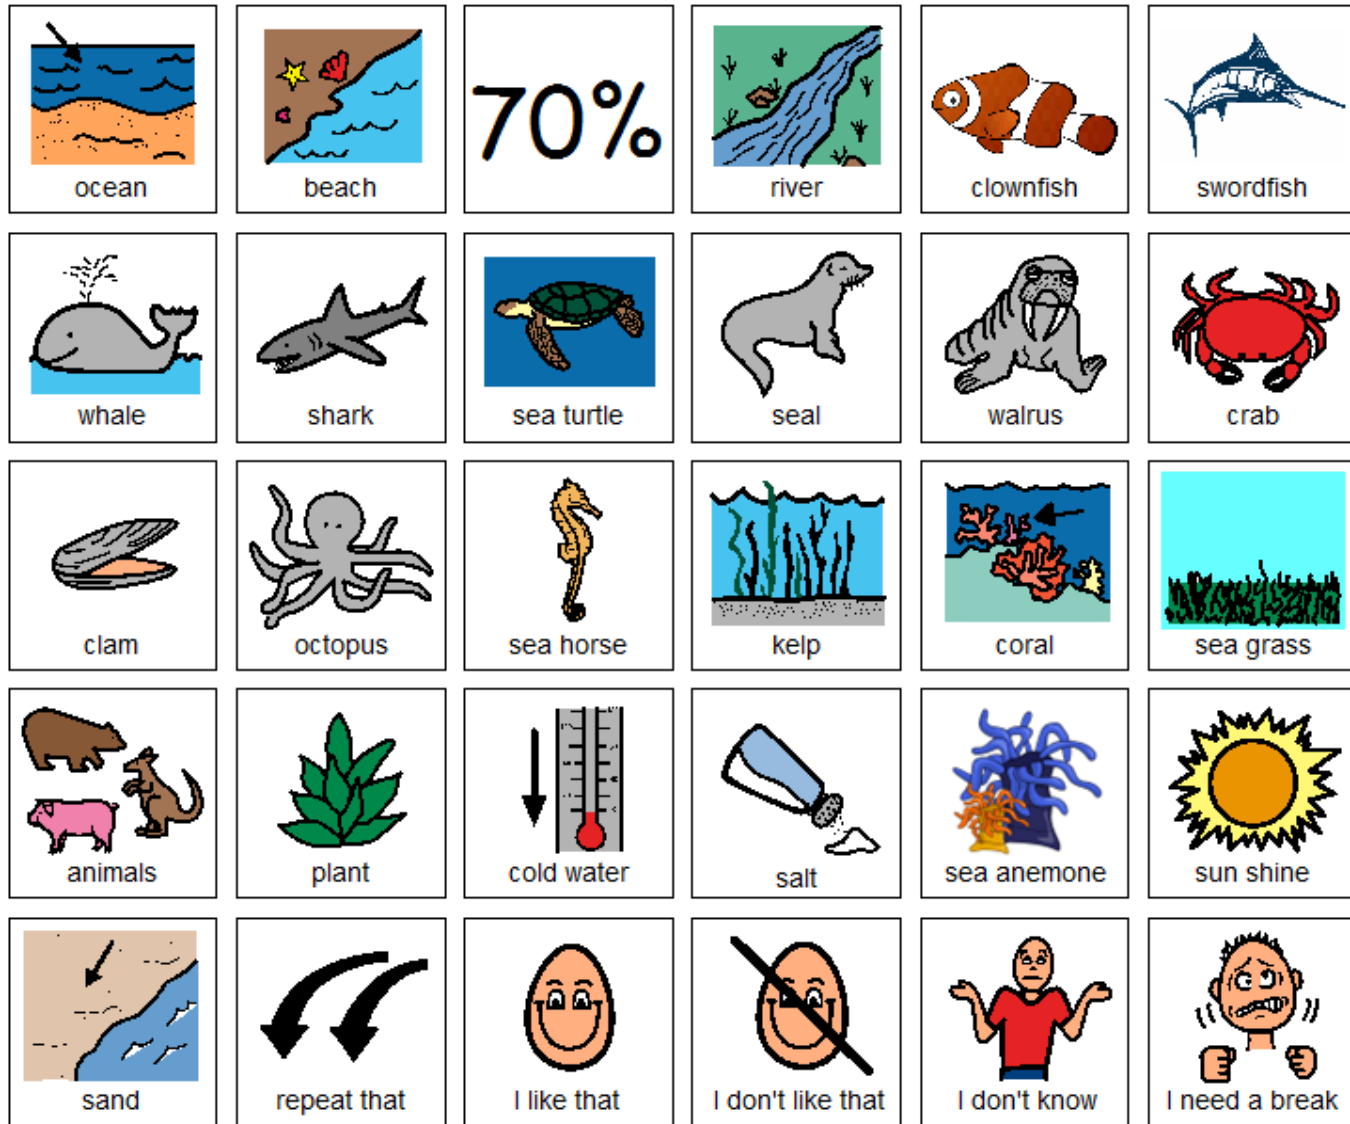 ocean
beach
70%
river
clownfish
swordfish
whale
shark
sea turtle
seal
walrus
crab
clam
octopus
sea horse
kelp
coral
sea grass
animals
plant
cold water
salt
sea anemone
sun shine
sand
repeat that
I like that
I don't like that
I don't know
I need a break